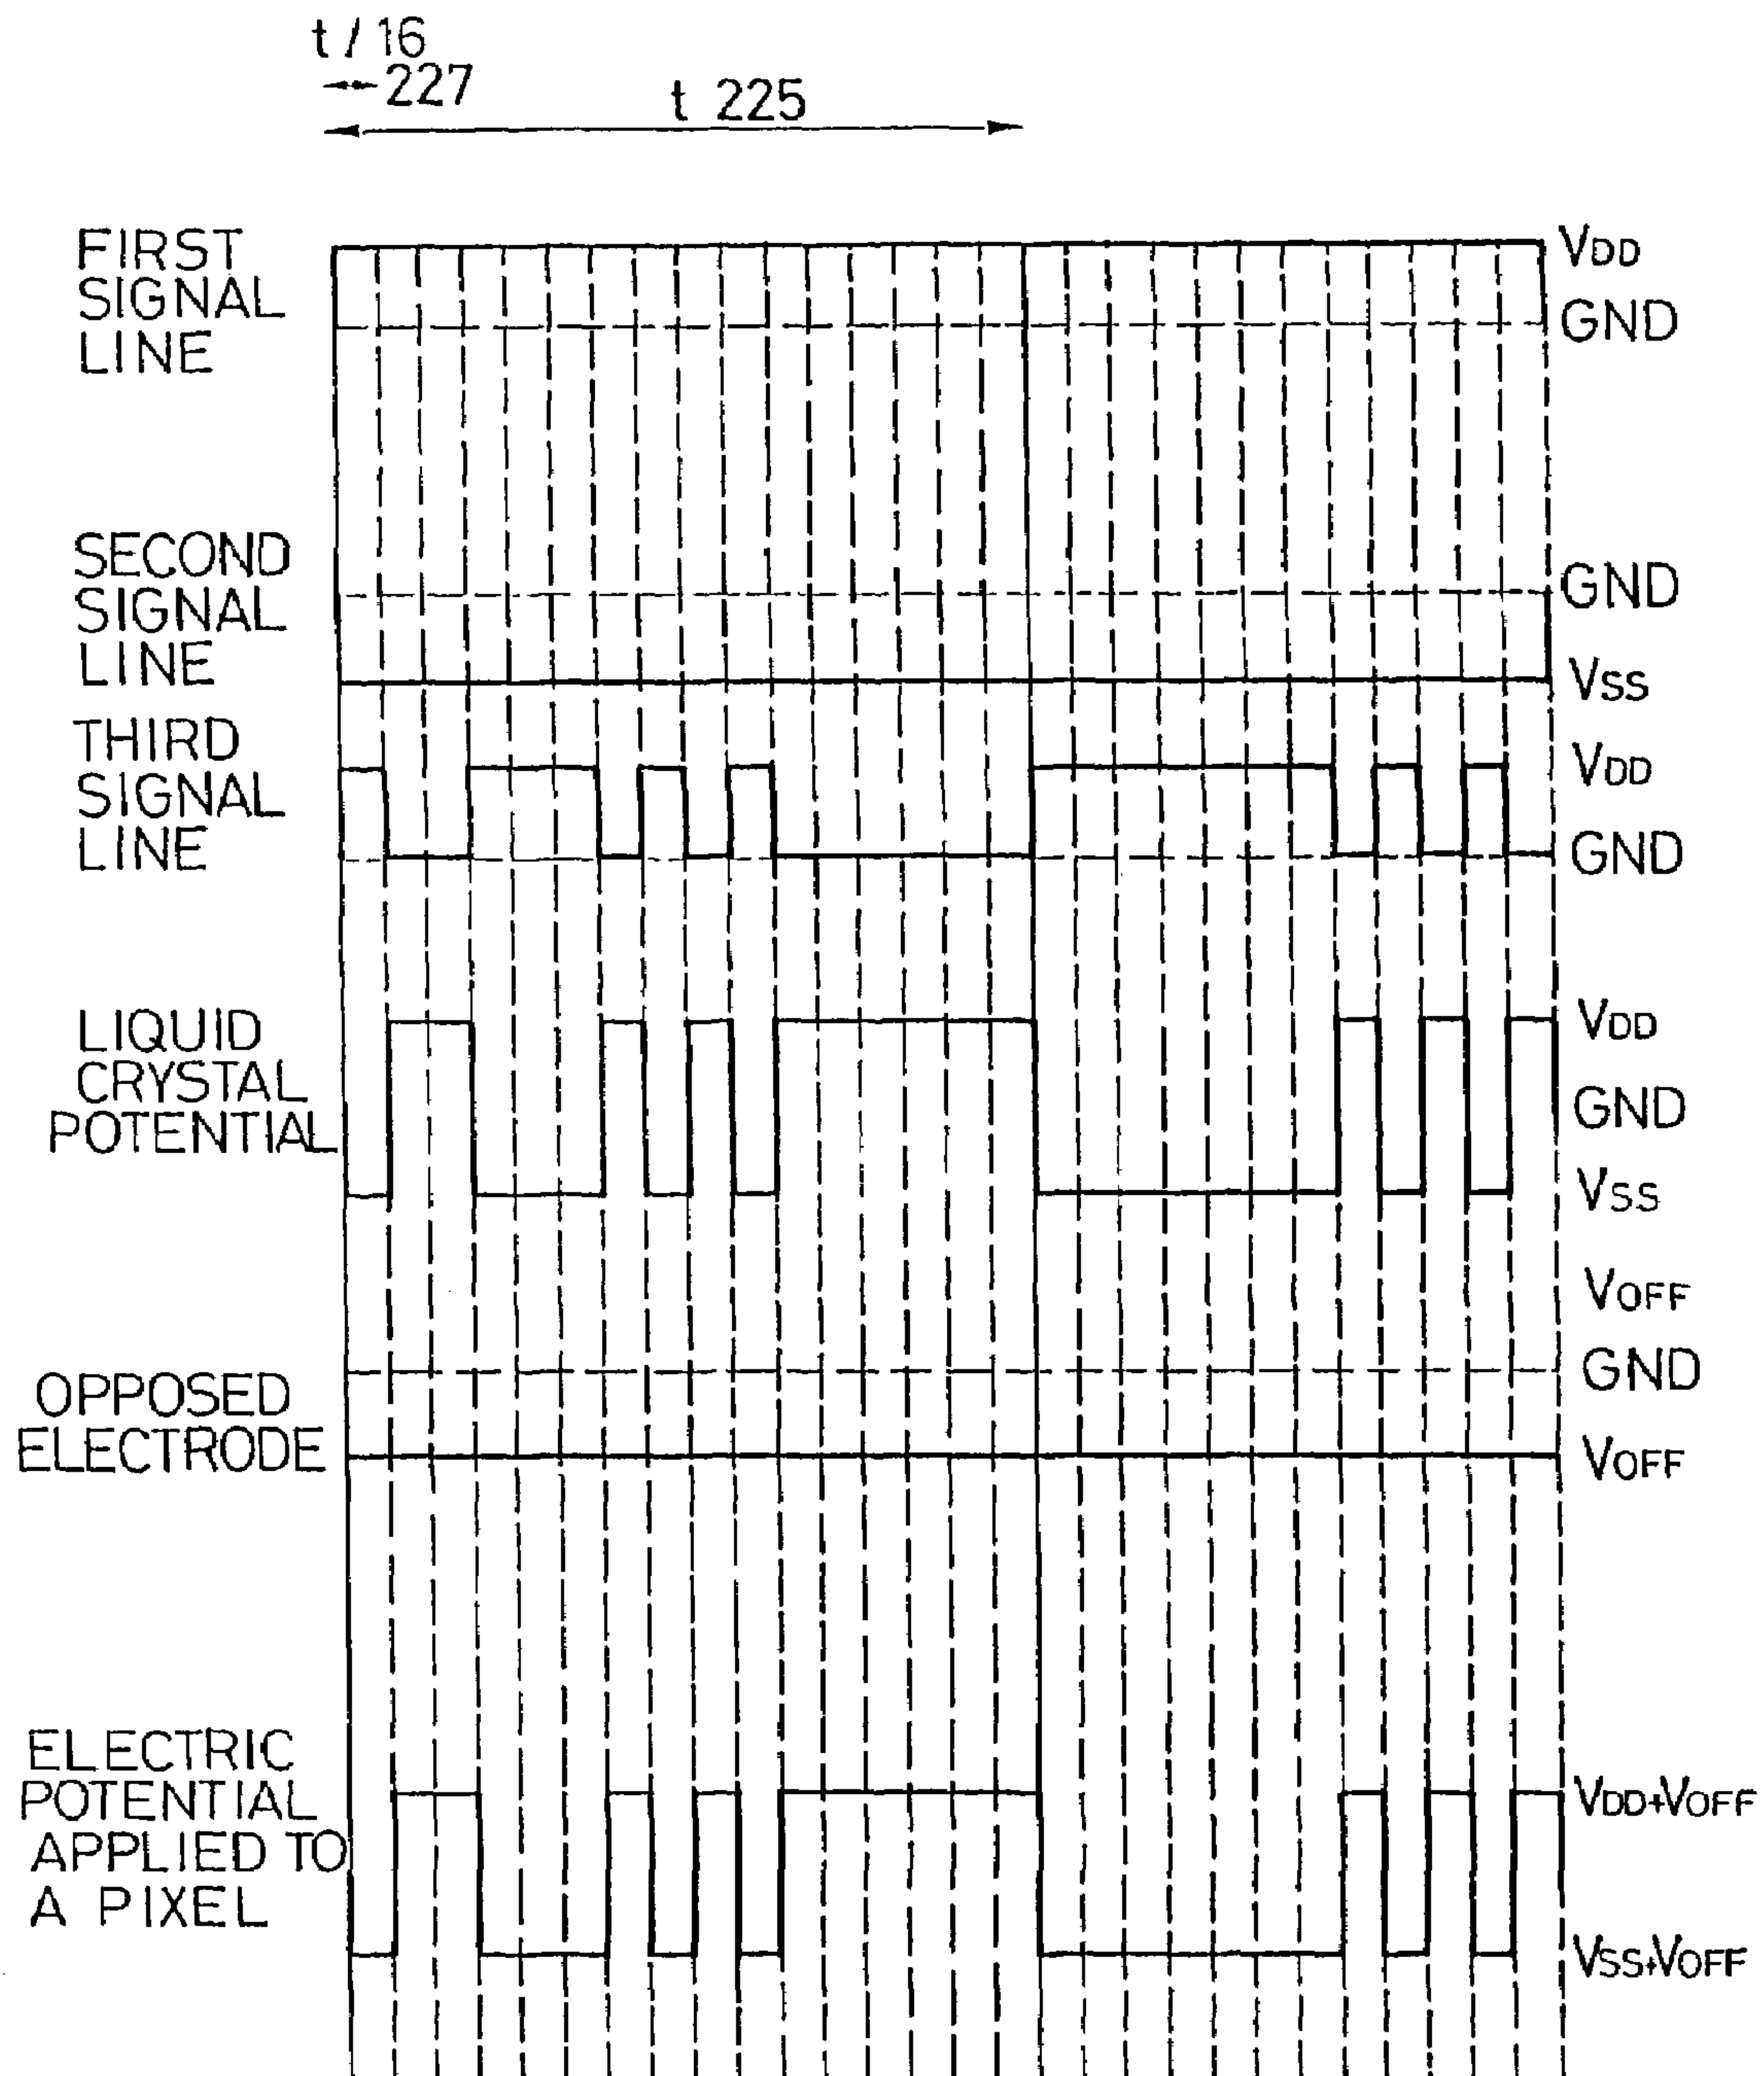 t / 16
227
t 225
FIRST
SIGNAL
LINE
VDD
GND
SECOND
SIGNAL
LINE
GND
VSS
THIRD
SIGNAL
LINE
VDD
GND
LIQUID
CRYSTAL
POTENTIAL
VDD
GND
VSS
VOFF
GND
OPPOSED
ELECTRODE
VOFF
ELECTRIC
POTENTIAL
APPLIED TO
A PIXEL
VDD+VOFF
VSS+VOFF